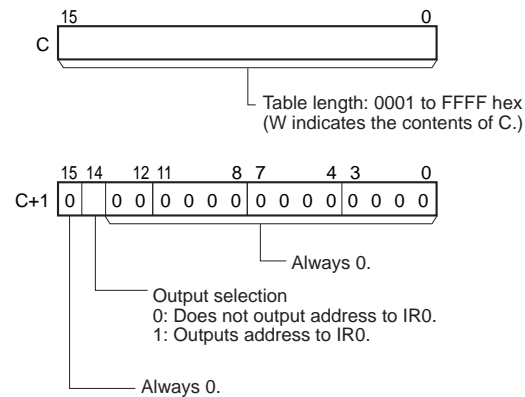 15 0
C
Table length: 0001 to FFFF hex
(W indicates the contents of C.)
15 14 12 11 8 7 4 3 0
C+1 0 0 0 0 0 0 0 0 0 0 0 0 0 0 0
Always 0.
Output selection
0: Does not output address to IR0.
1: Outputs address to IR0.
Always 0.